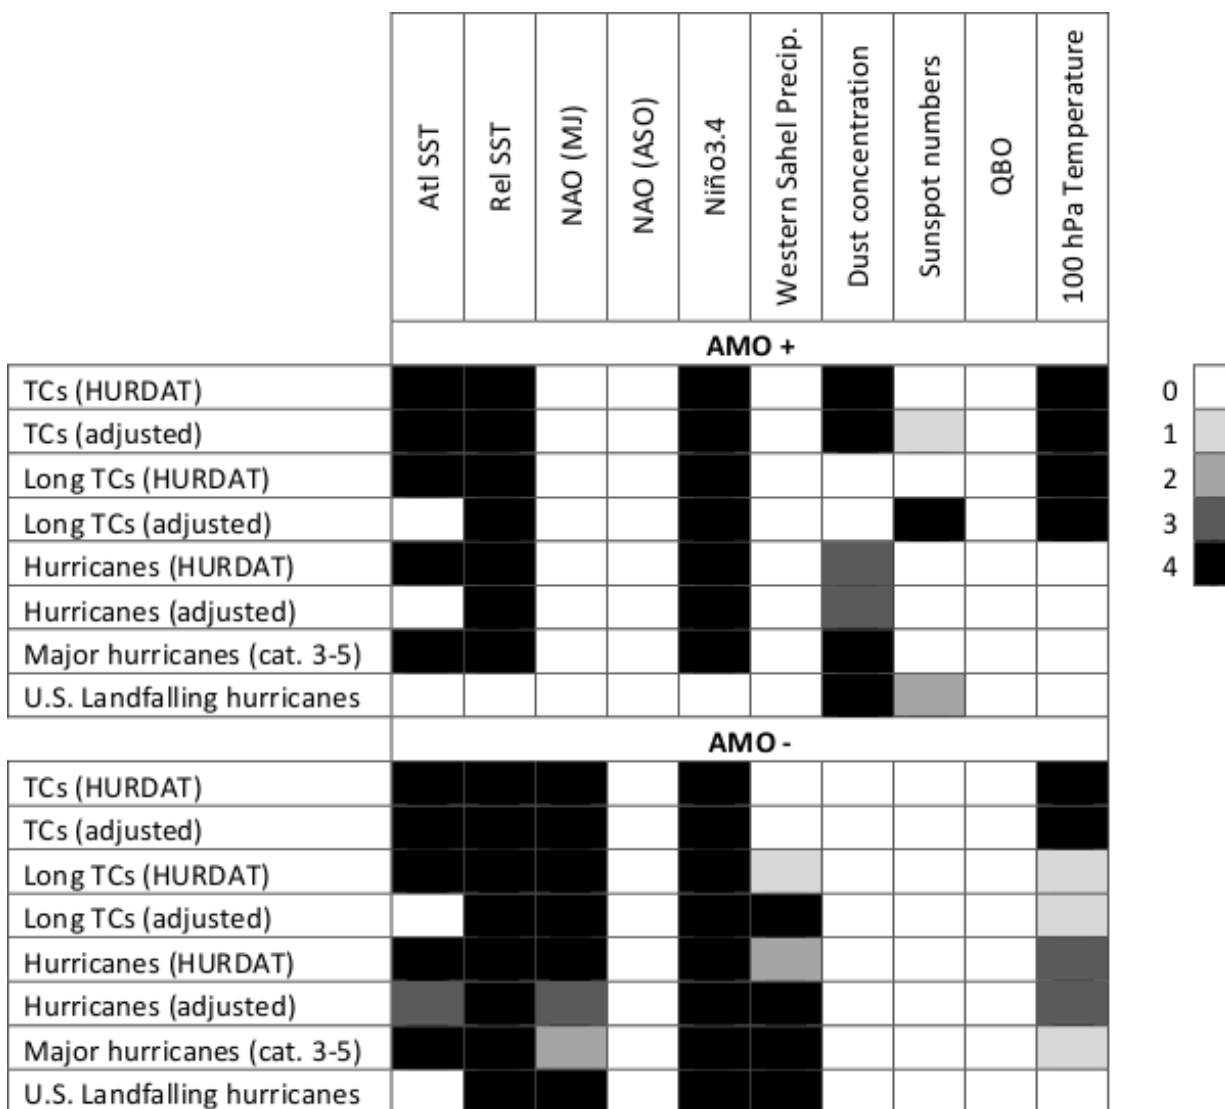 Atl SST
Rel SST
NAO (MJ)
NAO (ASO)
Niño3.4
Western Sahel Precip.
Dust concentration
Sunspot numbers
QBO
100 hPa Temperature
AMO +
TCs (HURDAT)
TCs (adjusted)
Long TCs (HURDAT)
Long TCs (adjusted)
Hurricanes (HURDAT)
Hurricanes (adjusted)
Major hurricanes (cat. 3-5)
U.S. Landfalling hurricanes
0
1
2
3
4
AMO -
TCs (HURDAT)
TCs (adjusted)
Long TCs (HURDAT)
Long TCs (adjusted)
Hurricanes (HURDAT)
Hurricanes (adjusted)
Major hurricanes (cat. 3-5)
U.S. Landfalling hurricanes